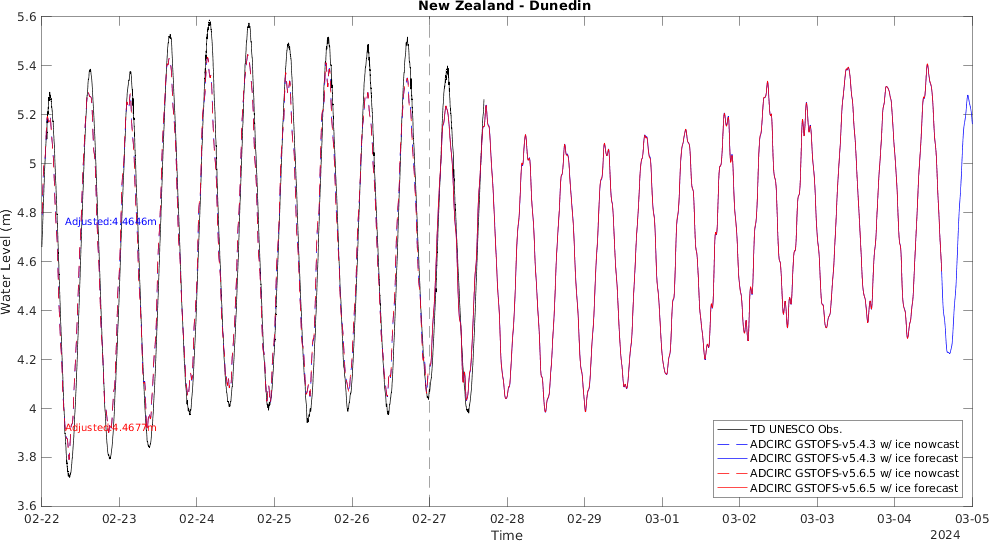 New Zealand - Dunedin
5.6
5.4
5.2
5
4.8
4.6
4.4
4.2
4
3.8
3.6
Water Level (m)
Adjusted:4.4646m
Adjusted:4.4677m
TD UNESCO Obs.
ADCIRC GSTOFS-v5.4.3 w/ ice nowcast
ADCIRC GSTOFS-v5.4.3 w/ ice forecast
ADCIRC GSTOFS-v5.6.5 w/ ice nowcast
ADCIRC GSTOFS-v5.6.5 w/ ice forecast
02-22 02-23 02-24 02-25 02-26 02-27 02-28 02-29 03-01 03-02 03-03 03-04 03-05
Time
2024